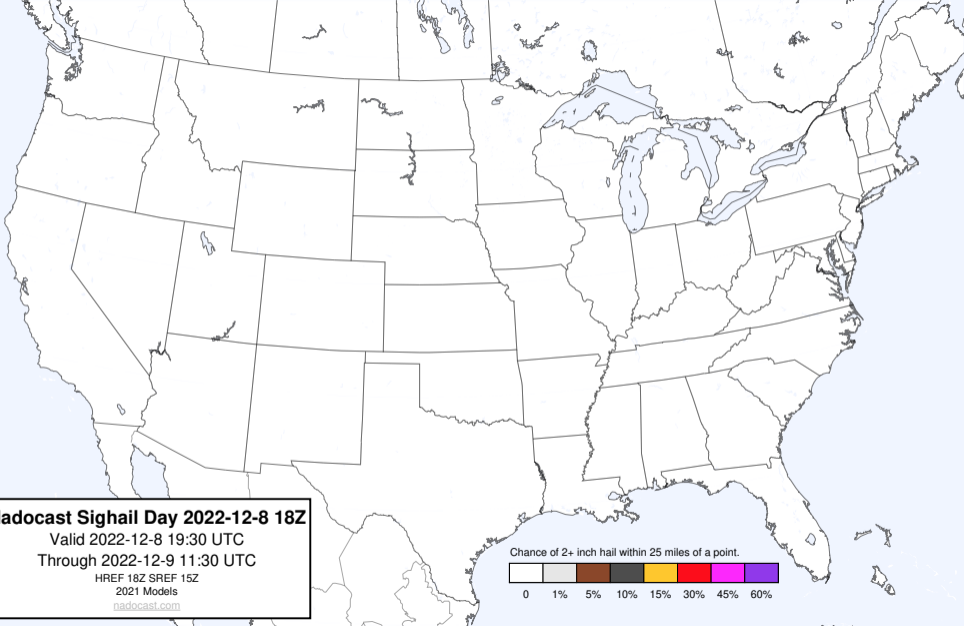 adocast Sighail Day 2022-12-8 18Z
Valid 2022-12-8 19:30 UTC
Through 2022-12-9 11:30 UTC
HREF 18Z SREF 15Z
2021 Models
nadocast.com
Chance of 2+ inch hail within 25 miles of a point.
0 1% 5% 10% 15% 30% 45% 60%